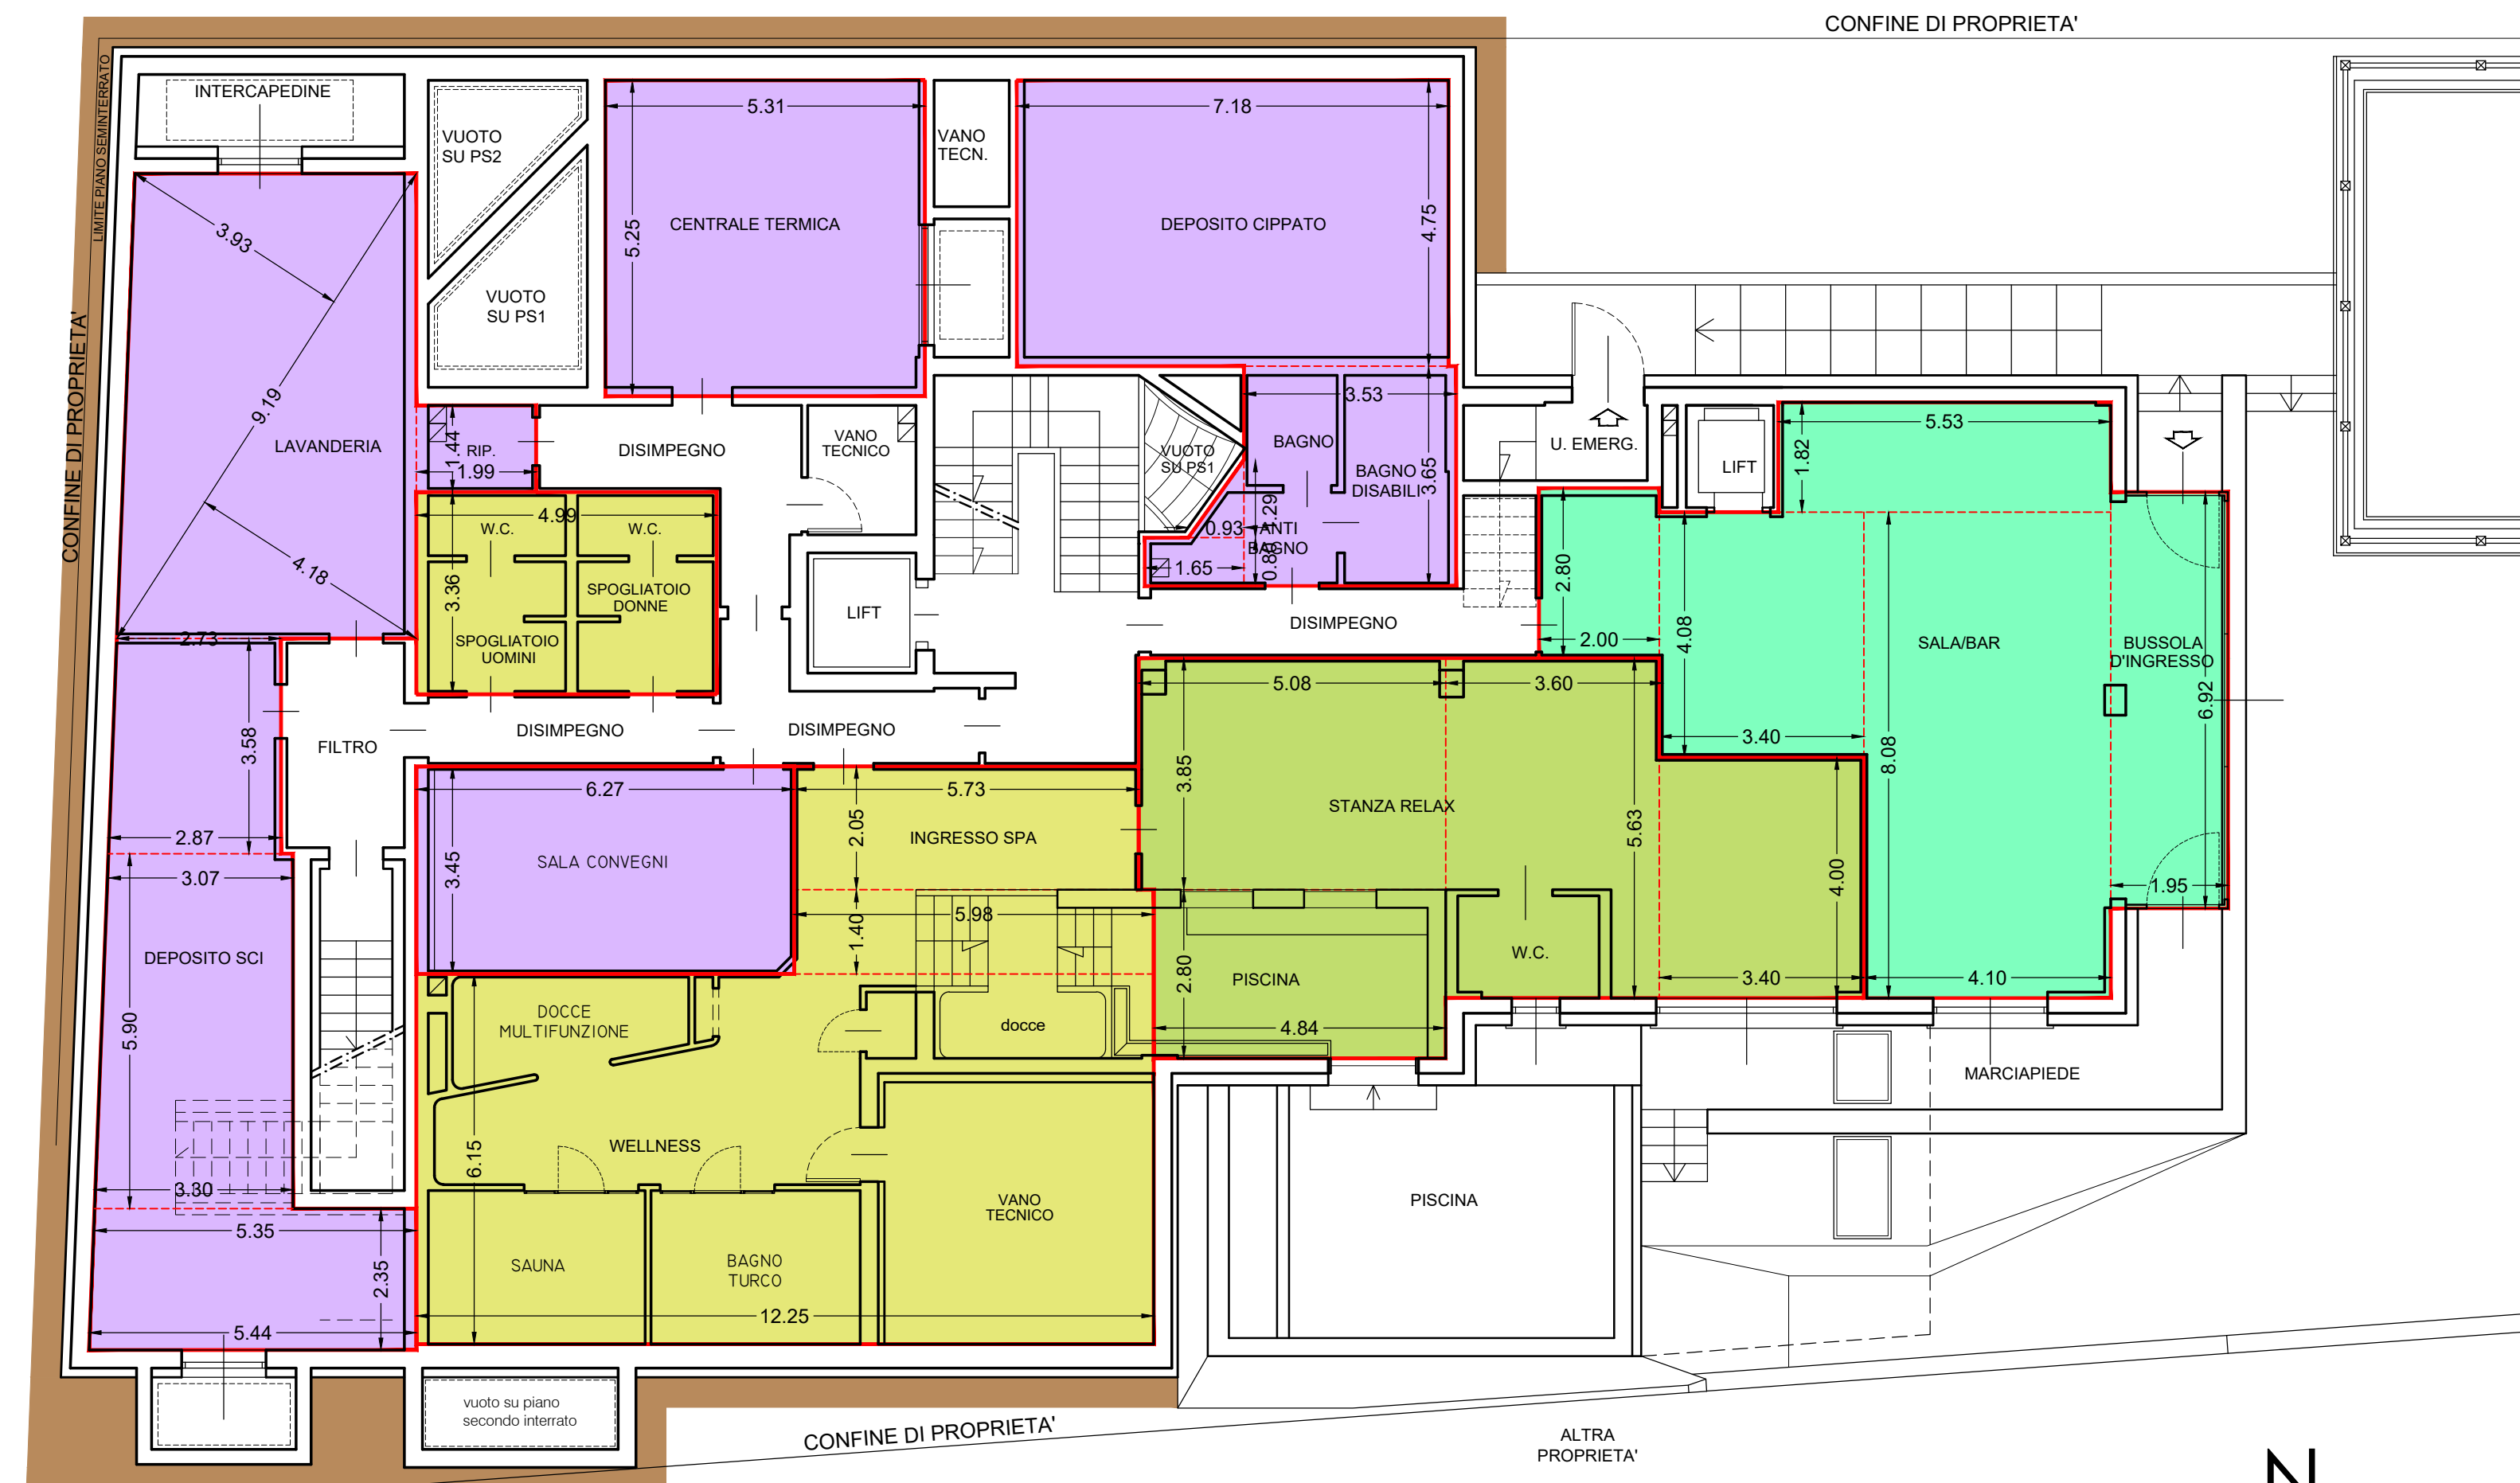 CONFINE DI PROPRIETA'
LIMITE PIANO SEMINTERRATO
CONFINE DI PROPRIETA'
INTERCAPEDINE
VUOTO
SU PS2
VUOTO
SU PS1
5.31
5.25
CENTRALE TERMICA
VANO
TECN.
7.18
4.75
DEPOSITO CIPPATO
3.93
9.19
4.18
LAVANDERIA
1.44
RIP.
1.99
DISIMPEGNO
VANO
TECNICO
VUOTO
SU PS1
3.53
BAGNO
BAGNO
DISABILI
3.65
1.29
0.93
ANTI
BAGNO
0.80
1.65
U. EMERG.
LIFT
1.82
5.53
4.99
W.C.
W.C.
3.36
SPOGLIATOIO
DONNE
SPOGLIATOIO
UOMINI
LIFT
DISIMPEGNO
2.80
2.00
4.08
SALA/BAR
BUSSOLA
D'INGRESSO
6.92
2.73
3.58
FILTRO
DISIMPEGNO
DISIMPEGNO
5.08
3.60
3.40
8.08
3.85
STANZA RELAX
5.63
4.00
1.95
2.87
3.07
6.27
3.45
SALA CONVEGNI
5.73
2.05
INGRESSO SPA
5.98
1.40
DEPOSITO SCI
5.90
2.80
PISCINA
W.C.
3.40
4.10
4.84
DOCCE
MULTIFUNZIONE
docce
MARCIAPIEDE
WELLNESS
6.15
3.30
5.35
2.35
5.44
SAUNA
BAGNO
TURCO
VANO
TECNICO
12.25
PISCINA
vuoto su piano
secondo interrato
CONFINE DI PROPRIETA'
ALTRA
PROPRIETA'
N